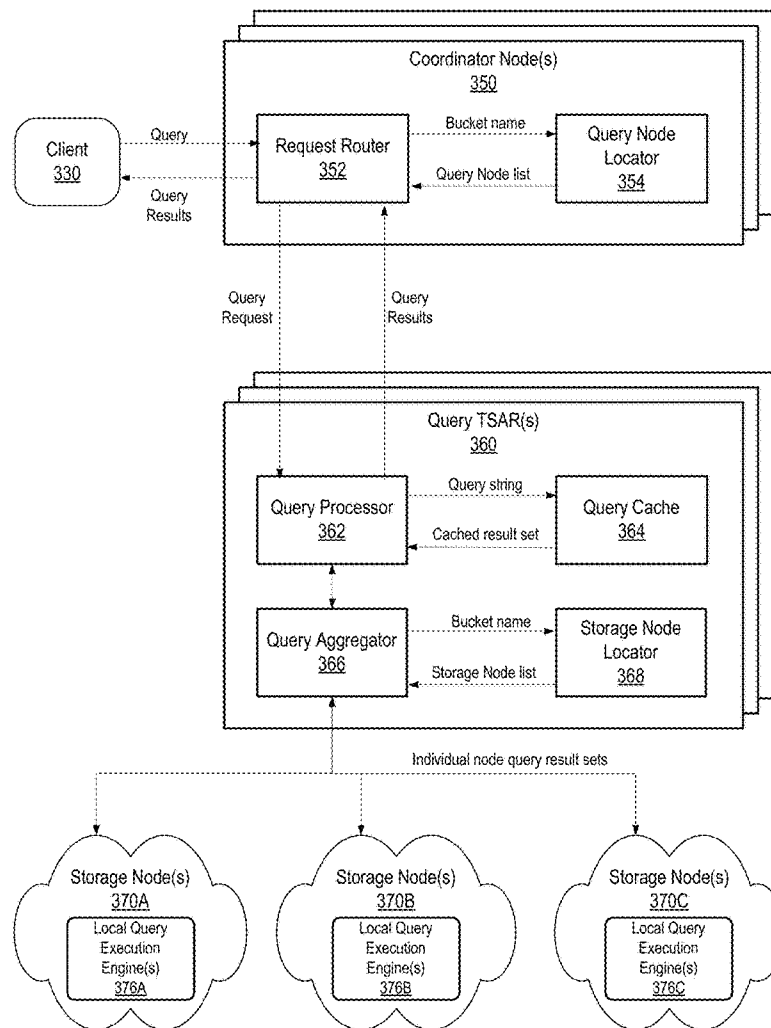 Coordinator Node(s)
350
Client
330
Query
Query
Results
Request Router
352
Bucket name
Query Node list
Query Node
Locator
354
Query
Request
Query
Results
Query TSAR(s)
360
Query Processor
362
Query string
Cached result set
Query Cache
364
Query Aggregator
366
Bucket name
Storage Node list
Storage Node
Locator
368
Individual node query result sets
Storage Node(s)
370A
Local Query
Execution
Engine(s)
376A
Storage Node(s)
370B
Local Query
Execution
Engine(s)
376B
Storage Node(s)
370C
Local Query
Execution
Engine(s)
376C